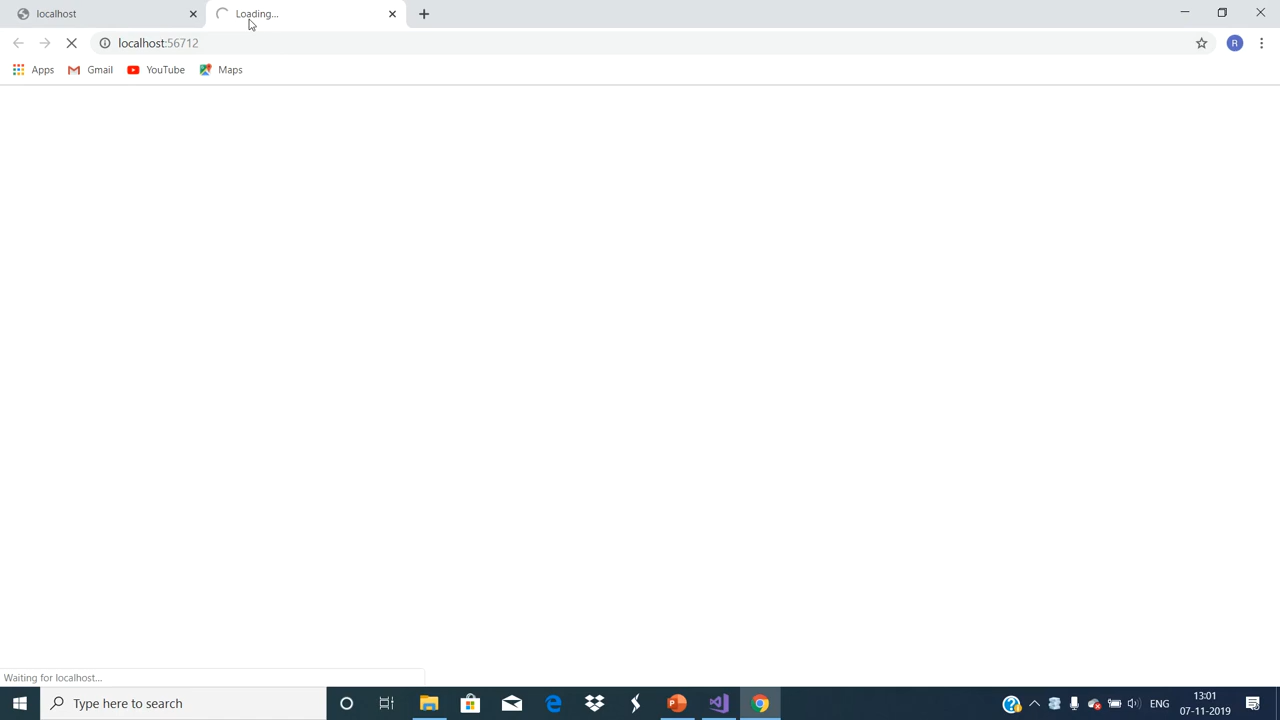 localhost
Loading...
localhost:56712
Apps
Gmail
YouTube
Maps
R
Waiting for localhost...
Type here to search
ENG
13:01
07-11-2019